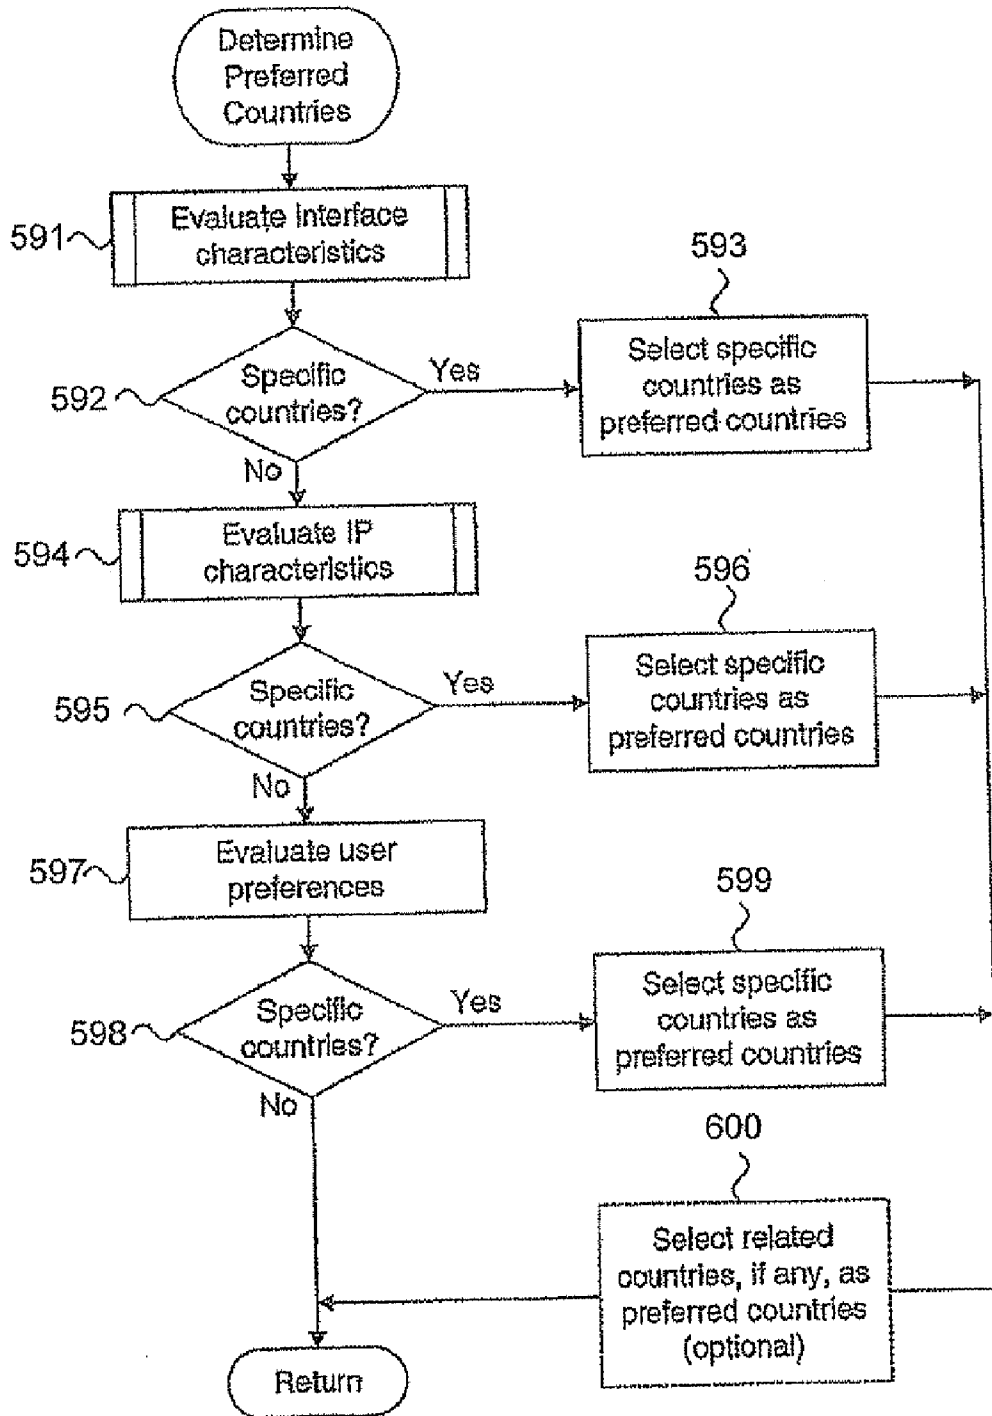 Determine
Preferred
Countries
591
Evaluate interface
characteristics
592
Specific
countries?
Yes
No
593
Select specific
countries as
preferred countries
594
Evaluate IP
characteristics
595
Specific
countries?
Yes
No
596
Select specific
countries as
preferred countries
597
Evaluate user
preferences
598
Specific
countries?
Yes
No
599
Select specific
countries as
preferred countries
600
Select related
countries, if any, as
preferred countries
(optional)
Return